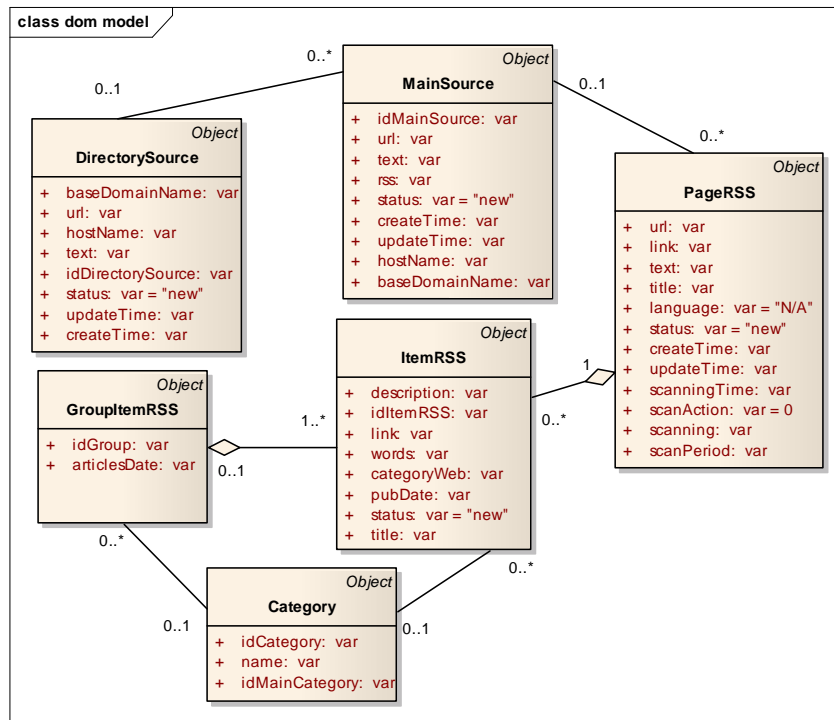 class dom model
0..*
0..1
Object
MainSource
+ idMainSource: var
+ url: var
+ text: var
+ rss: var
+ status: var = "new"
+ createTime: var
+ updateTime: var
+ hostName: var
+ baseDomainName: var
0..1
0..*
Object
DirectorySource
+ baseDomainName: var
+ url: var
+ hostName: var
+ text: var
+ idDirectorySource: var
+ status: var = "new"
+ updateTime: var
+ createTime: var
Object
PageRSS
+ url: var
+ link: var
+ text: var
+ title: var
+ language: var = "N/A"
+ status: var = "new"
+ createTime: var
+ updateTime: var
+ scanningTime: var
+ scanAction: var = 0
+ scanning: var
+ scanPeriod: var
1
0..*
Object
ItemRSS
+ description: var
+ idItemRSS: var
+ link: var
+ words: var
+ categoryWeb: var
+ pubDate: var
+ status: var = "new"
+ title: var
Object
GroupItemRSS
+ idGroup: var
+ articlesDate: var
1..*
0..1
0..*
0..1
0..*
0..1
Object
Category
+ idCategory: var
+ name: var
+ idMainCategory: var